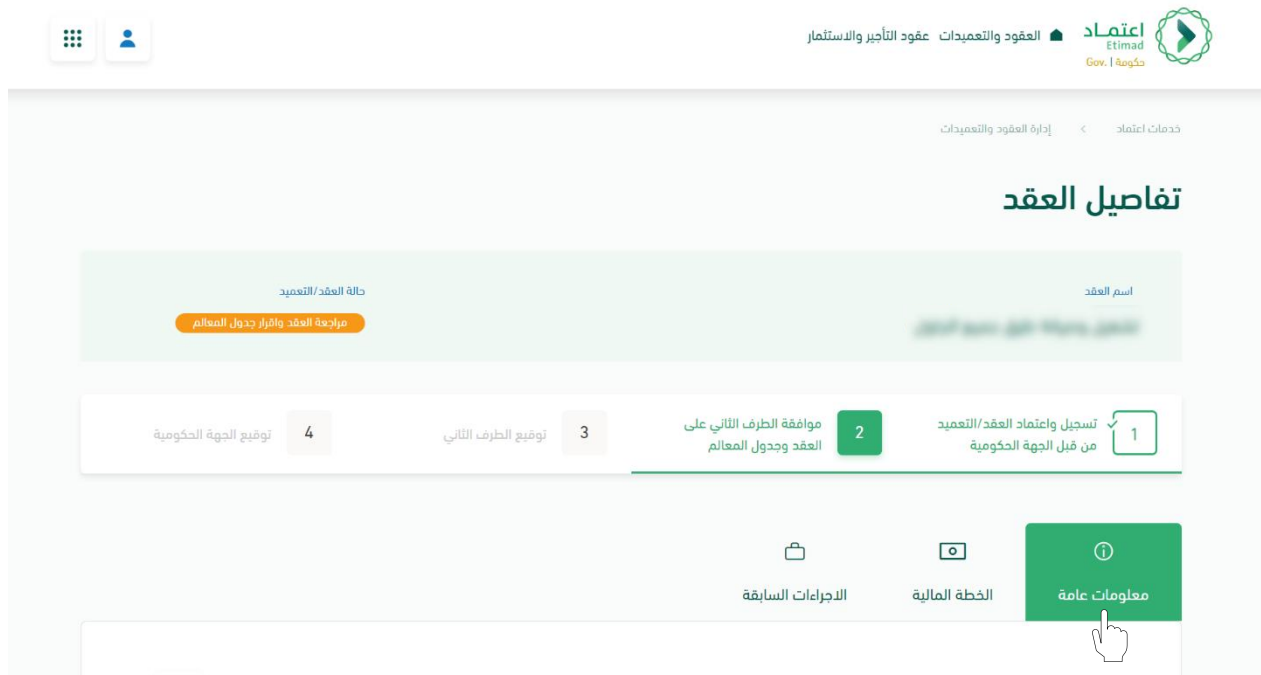 اعتماد
Etimad
حكومة | Gov.
العقود والتعميدات عقود التأجير والاستثمار
خدمات اعتماد > إدارة العقود والتعميدات
تفاصيل العقد
اسم العقد
حالة العقد/التعميد
مراجعة العقد واقرار جدول المعالم
1
تسجيل واعتماد العقد/التعميد
من قبل الجهة الحكومية
2
موافقة الطرف الثاني على
العقد وجدول المعالم
3
توقيع الطرف الثاني
4
توقيع الجهة الحكومية
معلومات عامة
الخطة المالية
الاجراءات السابقة